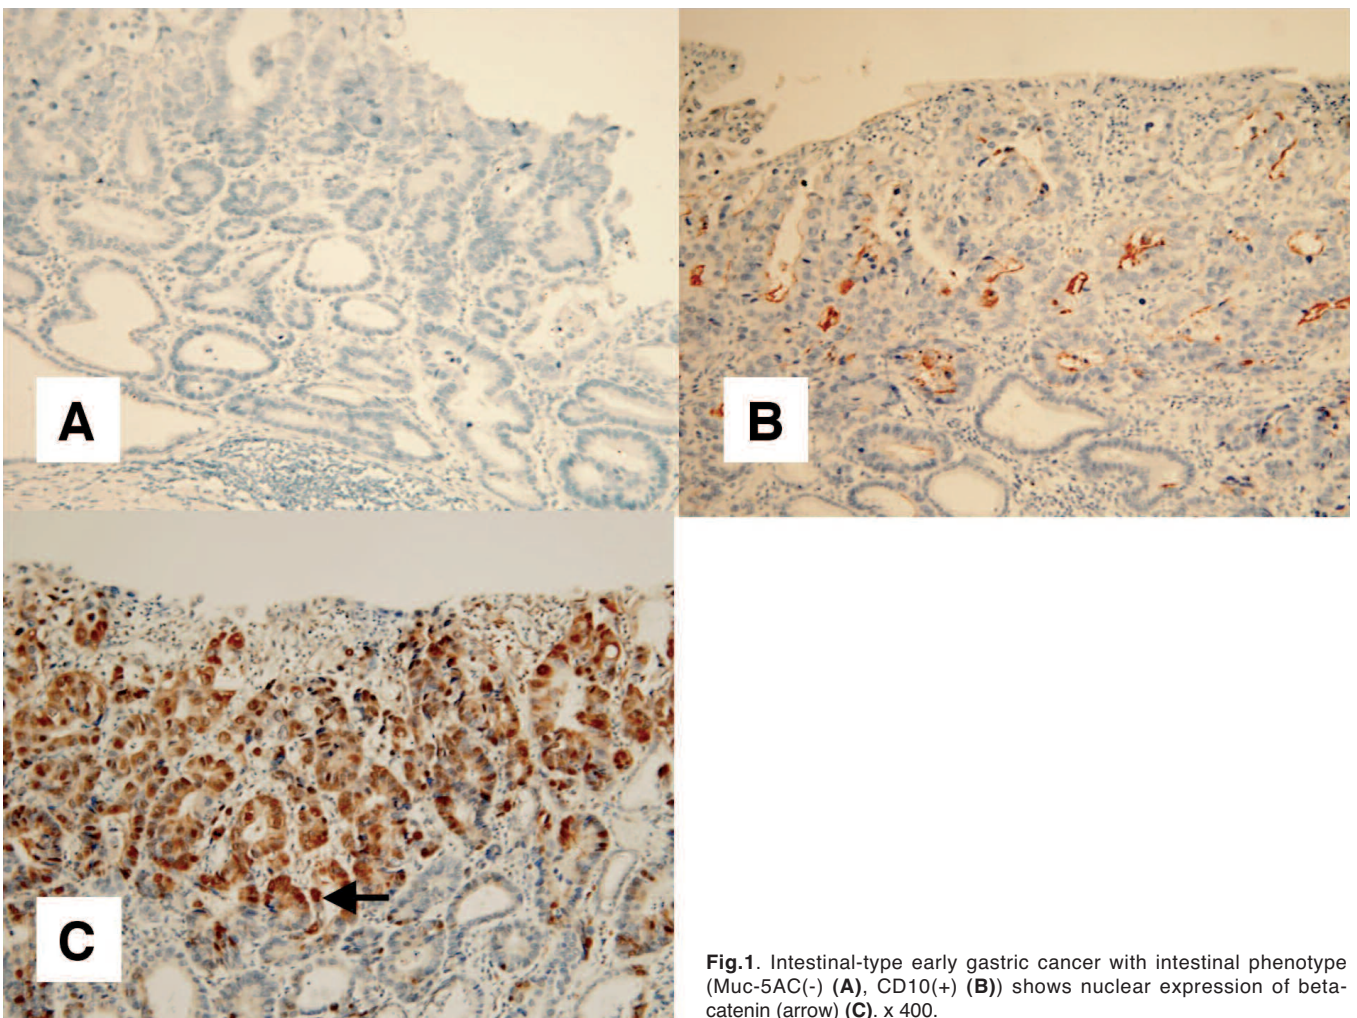 A
B
C
Fig.1. Intestinal-type early gastric cancer with intestinal phenotype
(Muc-5AC(-) (A), CD10(+) (B)) shows nuclear expression of beta-
catenin (arrow) (C). x 400.